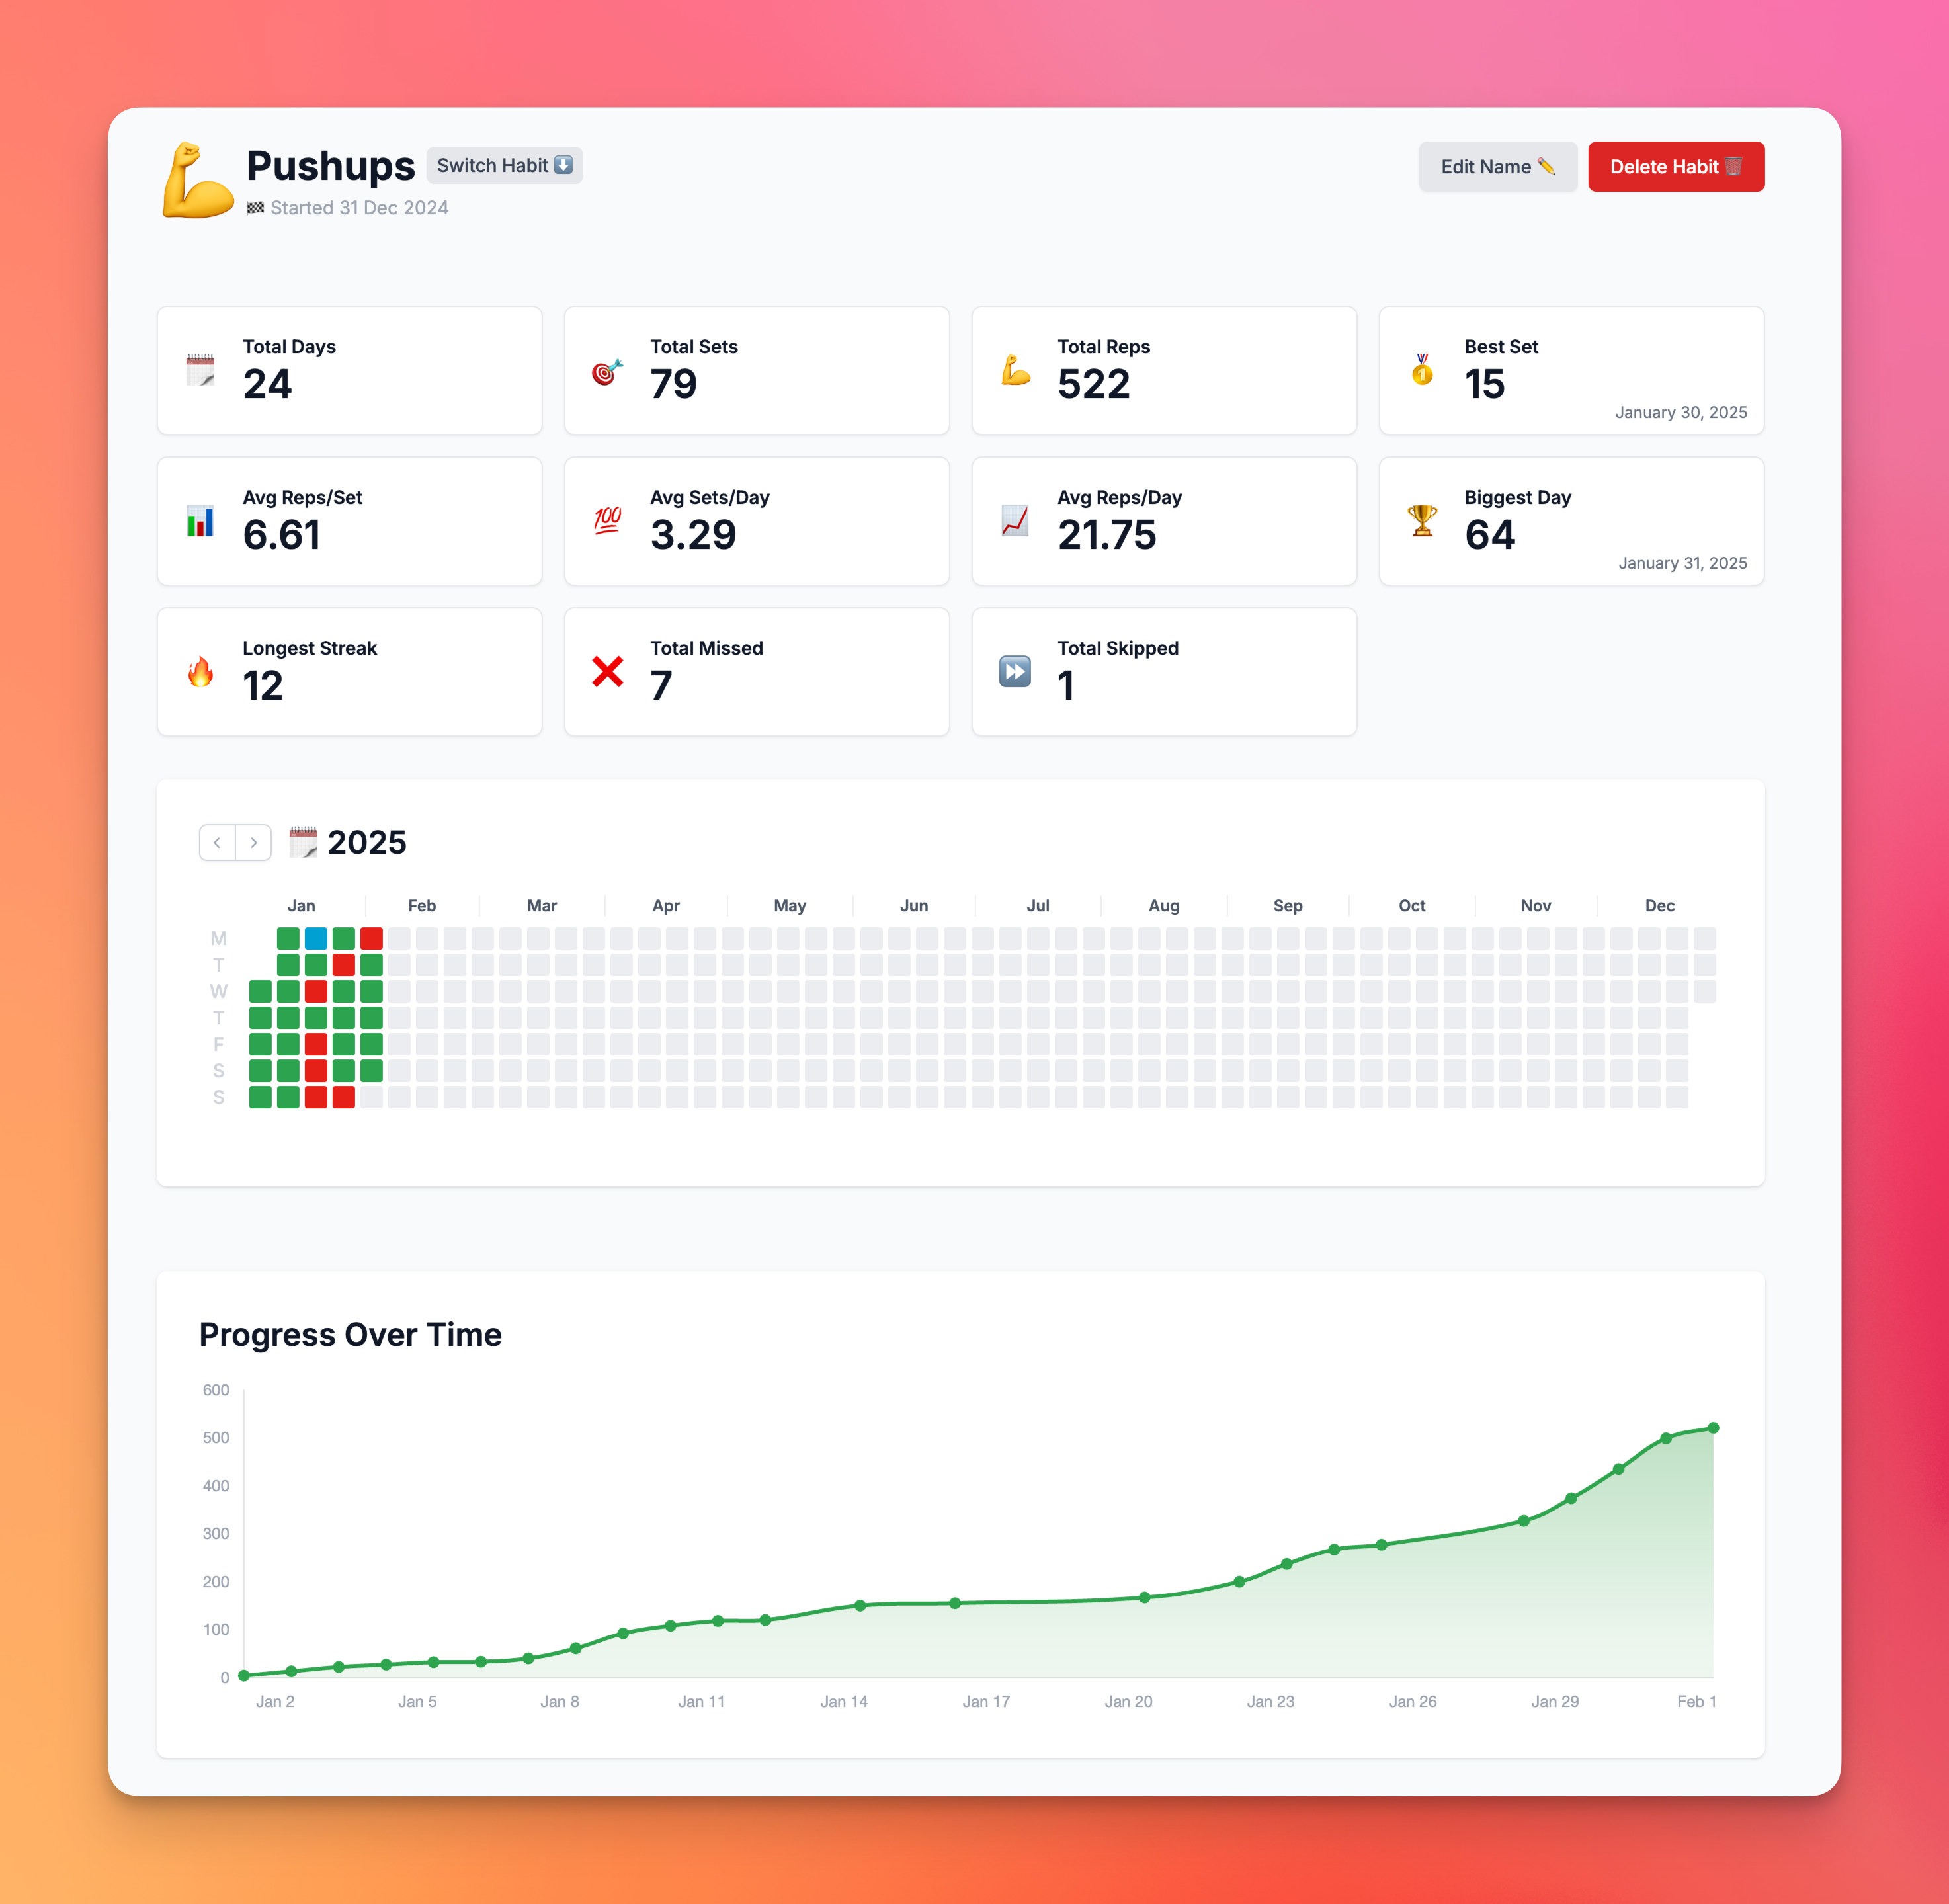 Pushups
Switch Habit ⬇️
🏁 Started 31 Dec 2024
Edit Name ✏️
Delete Habit 🗑️
Total Days
24
Total Sets
79
Total Reps
522
Best Set
15
January 30, 2025
Avg Reps/Set
6.61
Avg Sets/Day
3.29
Avg Reps/Day
21.75
Biggest Day
64
January 31, 2025
Longest Streak
12
Total Missed
7
Total Skipped
1
2025
Jan Feb Mar Apr May Jun Jul Aug Sep Oct Nov Dec
M
T
W
T
F
S
S
Progress Over Time
600
500
400
300
200
100
0
Jan 2 Jan 5 Jan 8 Jan 11 Jan 14 Jan 17 Jan 20 Jan 23 Jan 26 Jan 29 Feb 1